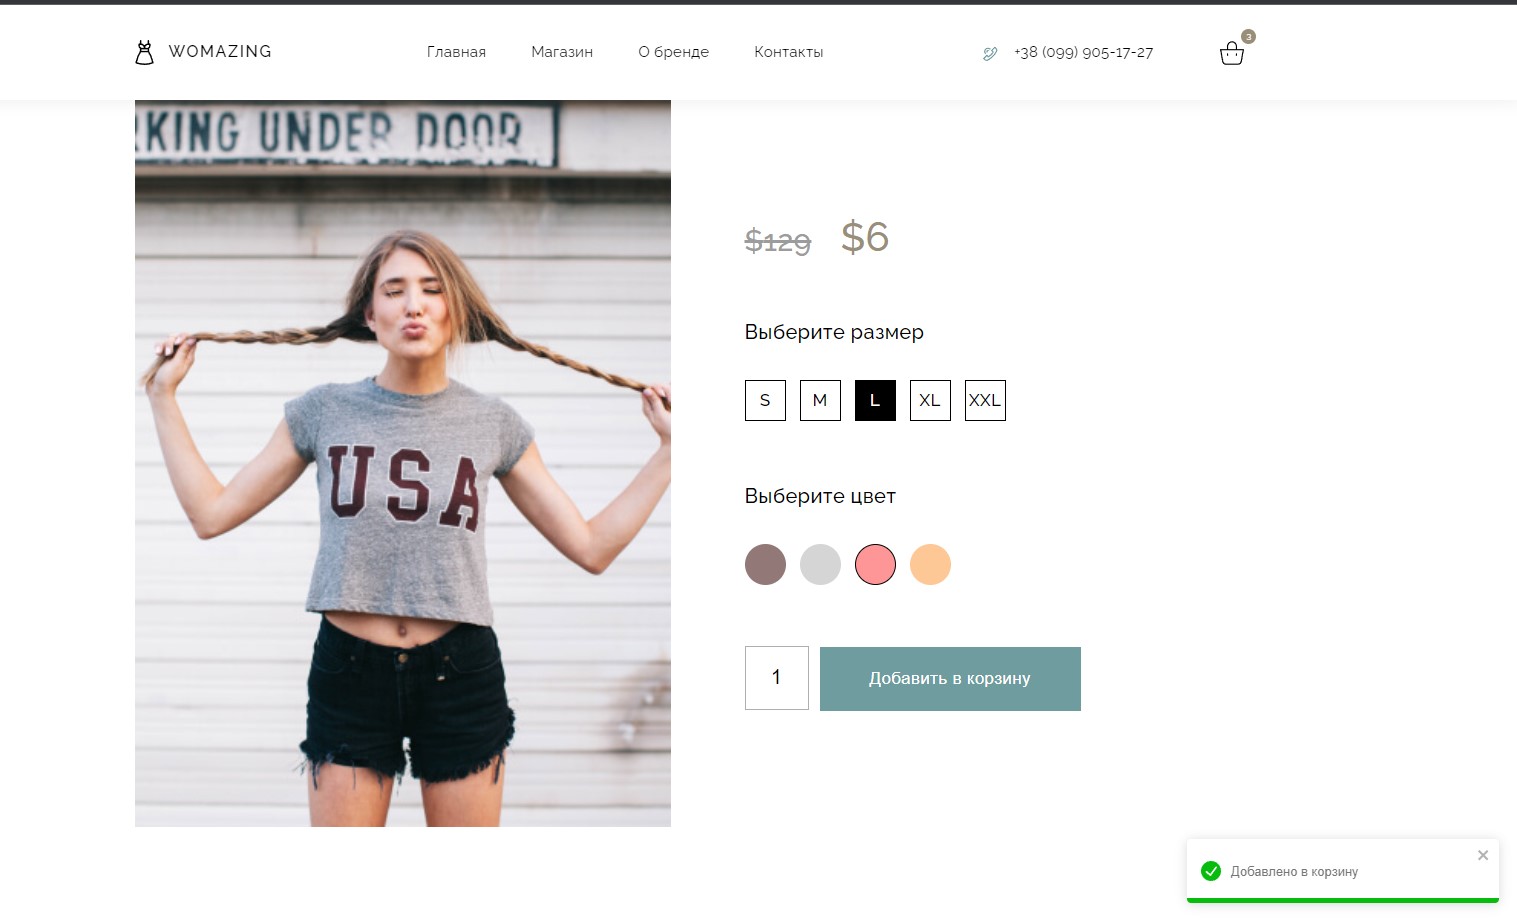 WOMAZING
Главная
Магазин
О бренде
Контакты
+38 (099) 905-17-27
3
RKING UNDER DOOR
$129 $6
USA
Выберите размер
S M L XL XXL
Выберите цвет
1
Добавить в корзину
Добавлено в корзину